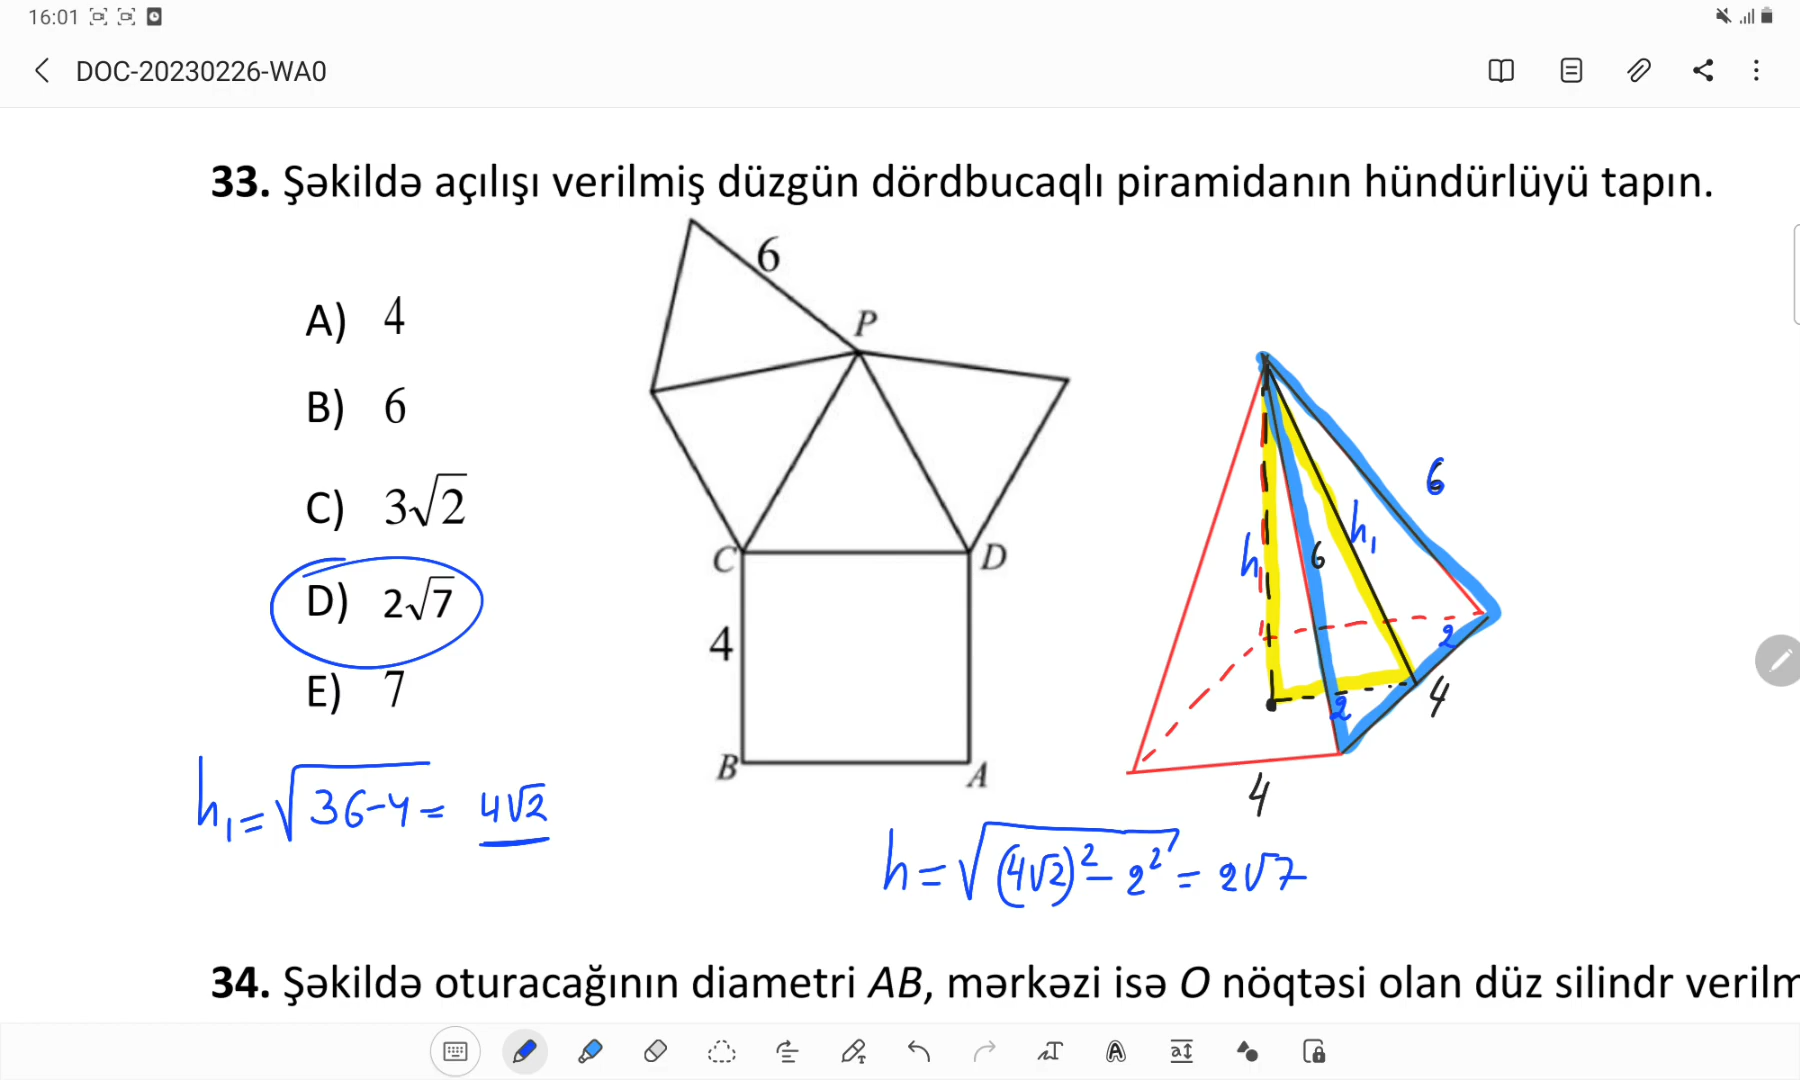 16:01
DOC-20230226-WA0
33. Şəkildə açılışı verilmiş düzgün dördbucaqlı piramidanın hündürlüyü tapın.
A) 4
B) 6
C) 3√2
D) 2√7
E) 7
6
P
C
D
4
B
A
6
h
6
h₁
2
2
4
4
h₁ = √36-4 = 4√2
h = √(4√2)² - 2² = 2√7
34. Şəkildə oturacağının diametri AB, mərkəzi isə O nöqtəsi olan düz silindr verilm